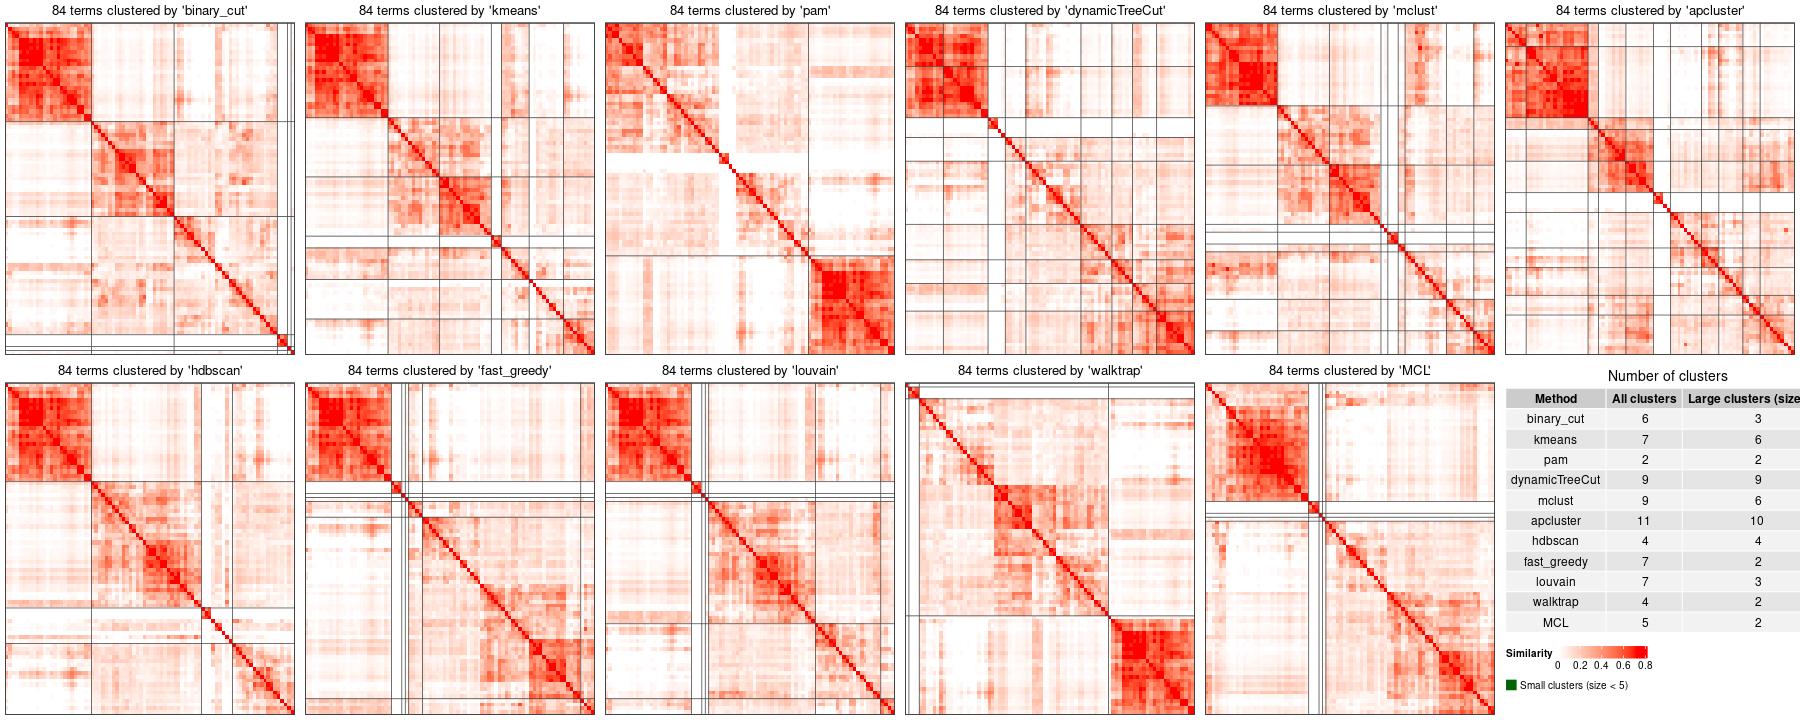 84 terms clustered by 'binary_cut'
84 terms clustered by 'kmeans'
84 terms clustered by 'pam'
84 terms clustered by 'dynamicTreeCut'
84 terms clustered by 'mclust'
84 terms clustered by 'apcluster'
84 terms clustered by 'hdbscan'
84 terms clustered by 'fast_greedy'
84 terms clustered by 'louvain'
84 terms clustered by 'walktrap'
84 terms clustered by 'MCL'
Number of clusters
Method All clusters Large clusters (size
binary_cut 6 3
kmeans 7 6
pam 2 2
dynamicTreeCut 9 9
mclust 9 6
apcluster 11 10
hdbscan 4 4
fast_greedy 7 2
louvain 7 3
walktrap 4 2
MCL 5 2
Similarity
0 0.2 0.4 0.6 0.8
Small clusters (size < 5)